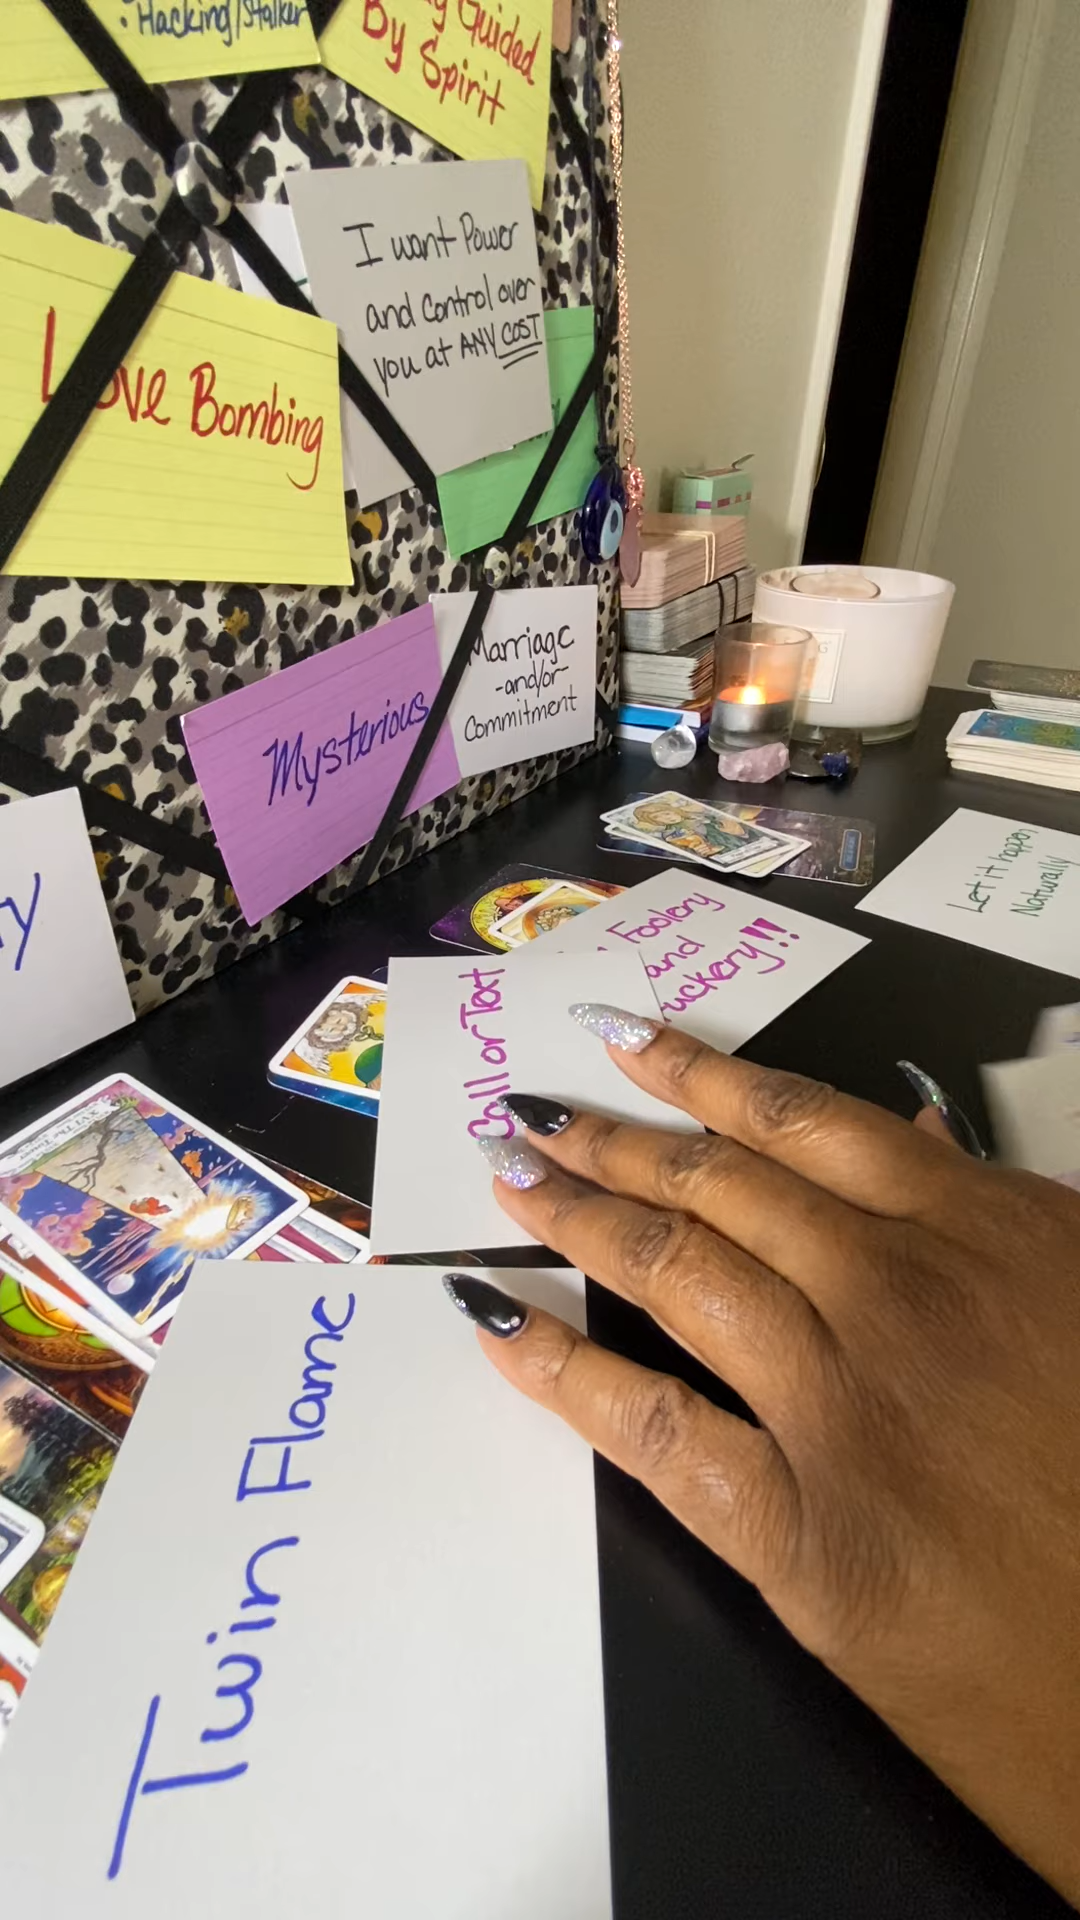 : Hacking/Stalker
Guided
By Spirit
I want Power
and Control over
you at ANY COST
Love Bombing
Marriage
-and/or-
Commitment
Mysterious
Let it happen
Naturally
Foolery
and
uckery!!
Call or Text
Twin Flame